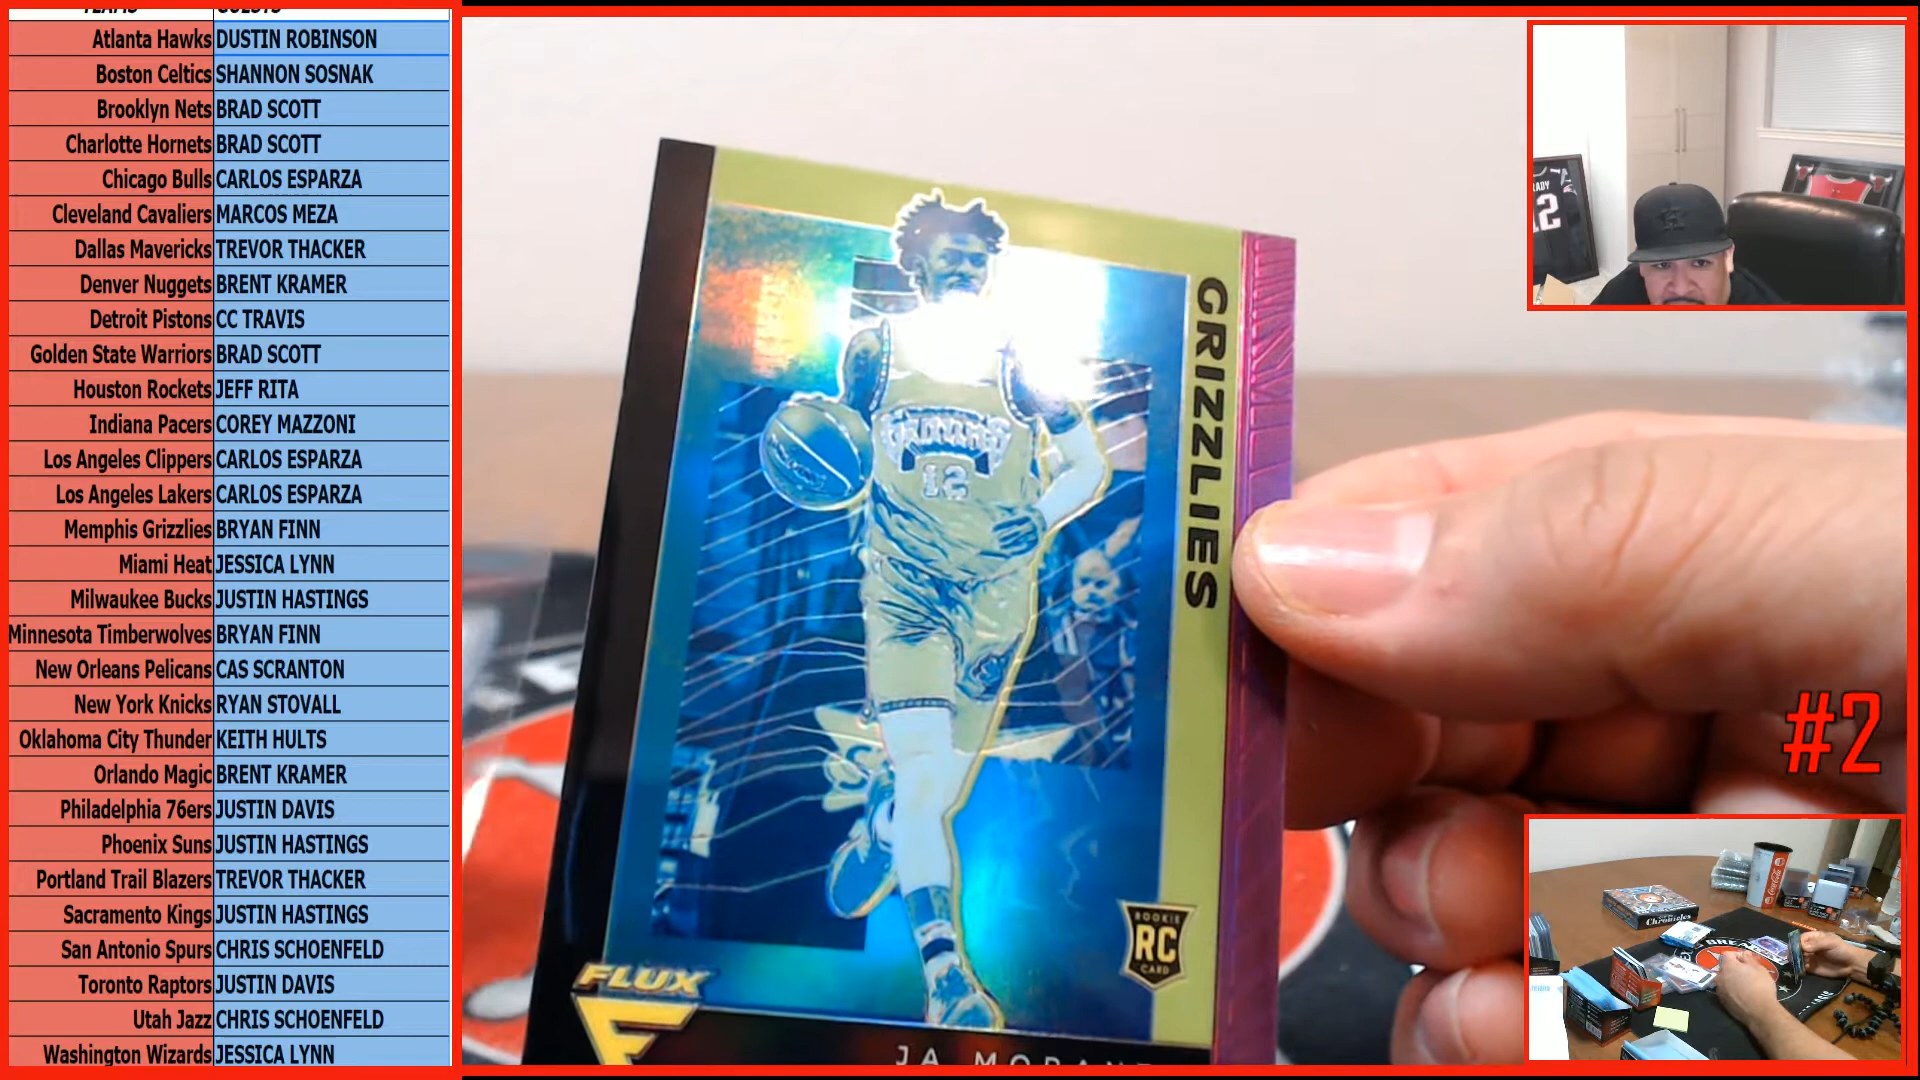 TEAMS GUESTS
Atlanta Hawks DUSTIN ROBINSON
Boston Celtics SHANNON SOSNAK
Brooklyn Nets BRAD SCOTT
Charlotte Hornets BRAD SCOTT
Chicago Bulls CARLOS ESPARZA
Cleveland Cavaliers MARCOS MEZA
Dallas Mavericks TREVOR THACKER
Denver Nuggets BRENT KRAMER
Detroit Pistons CC TRAVIS
Golden State Warriors BRAD SCOTT
Houston Rockets JEFF RITA
Indiana Pacers COREY MAZZONI
Los Angeles Clippers CARLOS ESPARZA
Los Angeles Lakers CARLOS ESPARZA
Memphis Grizzlies BRYAN FINN
Miami Heat JESSICA LYNN
Milwaukee Bucks JUSTIN HASTINGS
Minnesota Timberwolves BRYAN FINN
New Orleans Pelicans CAS SCRANTON
New York Knicks RYAN STOVALL
Oklahoma City Thunder KEITH HULTS
Orlando Magic BRENT KRAMER
Philadelphia 76ers JUSTIN DAVIS
Phoenix Suns JUSTIN HASTINGS
Portland Trail Blazers TREVOR THACKER
Sacramento Kings JUSTIN HASTINGS
San Antonio Spurs CHRIS SCHOENFELD
Toronto Raptors JUSTIN DAVIS
Utah Jazz CHRIS SCHOENFELD
Washington Wizards JESSICA LYNN
GRIZZLIES
12
ROOKIE
RC
CARD
FLUX
JA MORANT
#2
12
Chronicles
Coca-Cola